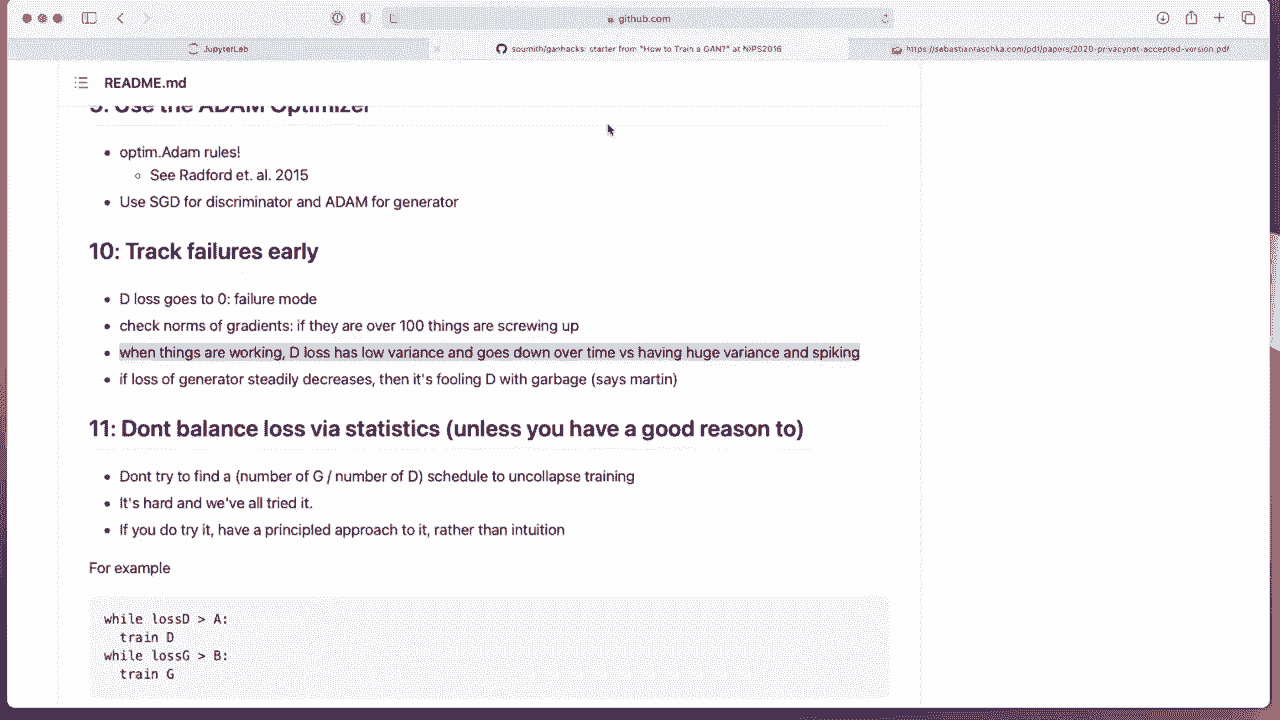 github.com
JupyterLab
soumith/ganhacks: starter from "How to Train a GAN?" at NIPS2016
https://sebastianraschka.com/pdf/papers/2020-privacynet-accepted-version.pdf
README.md
Use the ADAM Optimizer
optim.Adam rules!
See Radford et. al. 2015
Use SGD for discriminator and ADAM for generator
10: Track failures early
D loss goes to 0: failure mode
check norms of gradients: if they are over 100 things are screwing up
when things are working, D loss has low variance and goes down over time vs having huge variance and spiking
if loss of generator steadily decreases, then it's fooling D with garbage (says martin)
11: Dont balance loss via statistics (unless you have a good reason to)
Dont try to find a (number of G / number of D) schedule to uncollapse training
It's hard and we've all tried it.
If you do try it, have a principled approach to it, rather than intuition
For example
while lossD > A:
train D
while lossG > B:
train G